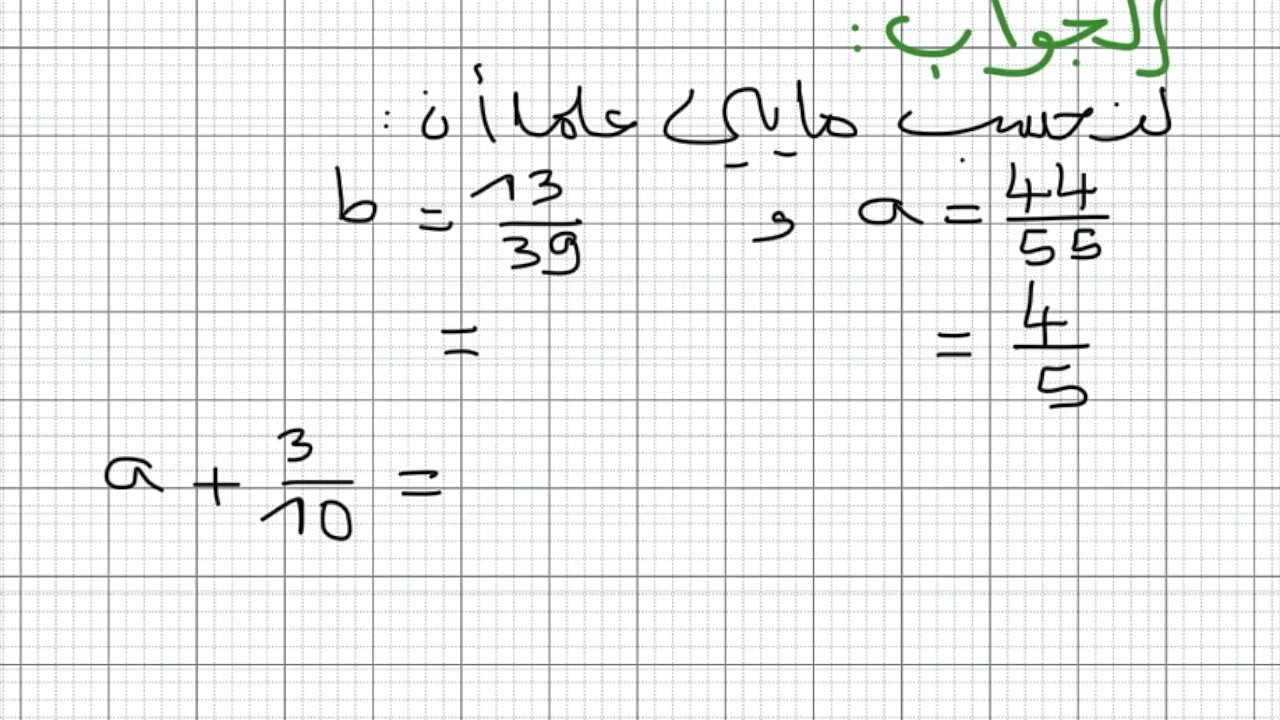 الجواب :
لنحسب ما يلي علما أن :
a = 44/55 و b = 13/39
= 4/5 =
a + 3/10 =